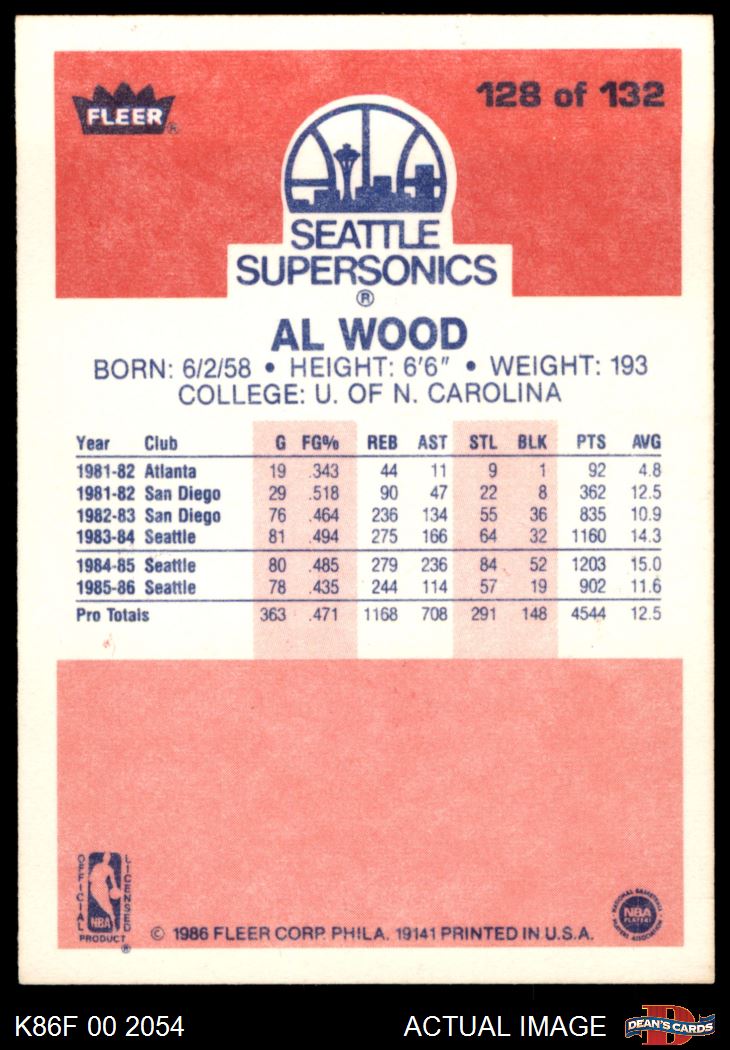 FLEER®
128 of 132
SEATTLE
SUPERSONICS
®
AL WOOD
BORN: 6/2/58 • HEIGHT: 6'6" • WEIGHT: 193
COLLEGE: U. OF N. CAROLINA
Year Club G FG% REB AST STL BLK PTS AVG
1981-82 Atlanta 19 .343 44 11 9 1 92 4.8
1981-82 San Diego 29 .518 90 47 22 8 362 12.5
1982-83 San Diego 76 .464 236 134 55 36 835 10.9
1983-84 Seattle 81 .494 275 166 64 32 1160 14.3
1984-85 Seattle 80 .485 279 236 84 52 1203 15.0
1985-86 Seattle 78 .435 244 114 57 19 902 11.6
Pro Totals 363 .471 1168 708 291 148 4544 12.5
OFFICIAL LICENSED
NBA
PRODUCT ®
© 1986 FLEER CORP. PHILA. 19141 PRINTED IN U.S.A.
NATIONAL BASKETBALL
NBA
PLAYERS
PLAYERS ASSOCIATION
K86F 00 2054
ACTUAL IMAGE
D
DEAN'S CARDS